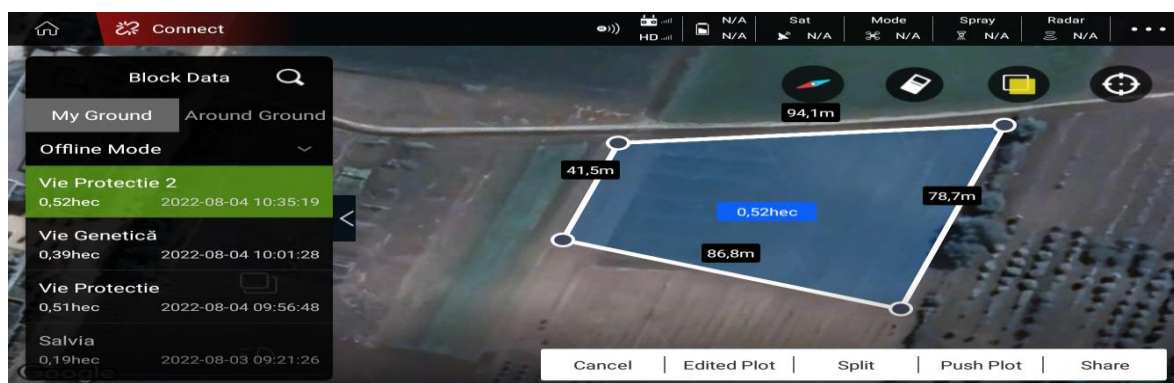 Connect
HD
N/A
N/A
Sat
N/A
Mode
N/A
Spray
N/A
Radar
N/A
Block Data
My Ground Around Ground
Offline Mode
Vie Protectie 2
0,52hec 2022-08-04 10:35:19
Vie Genetică
0,39hec 2022-08-04 10:01:28
Vie Protectie
0,51hec 2022-08-04 09:56:48
Salvia
0,19hec 2022-08-03 09:21:26
Google
94,1m
41,5m
78,7m
0,52hec
86,8m
Cancel Edited Plot Split Push Plot Share